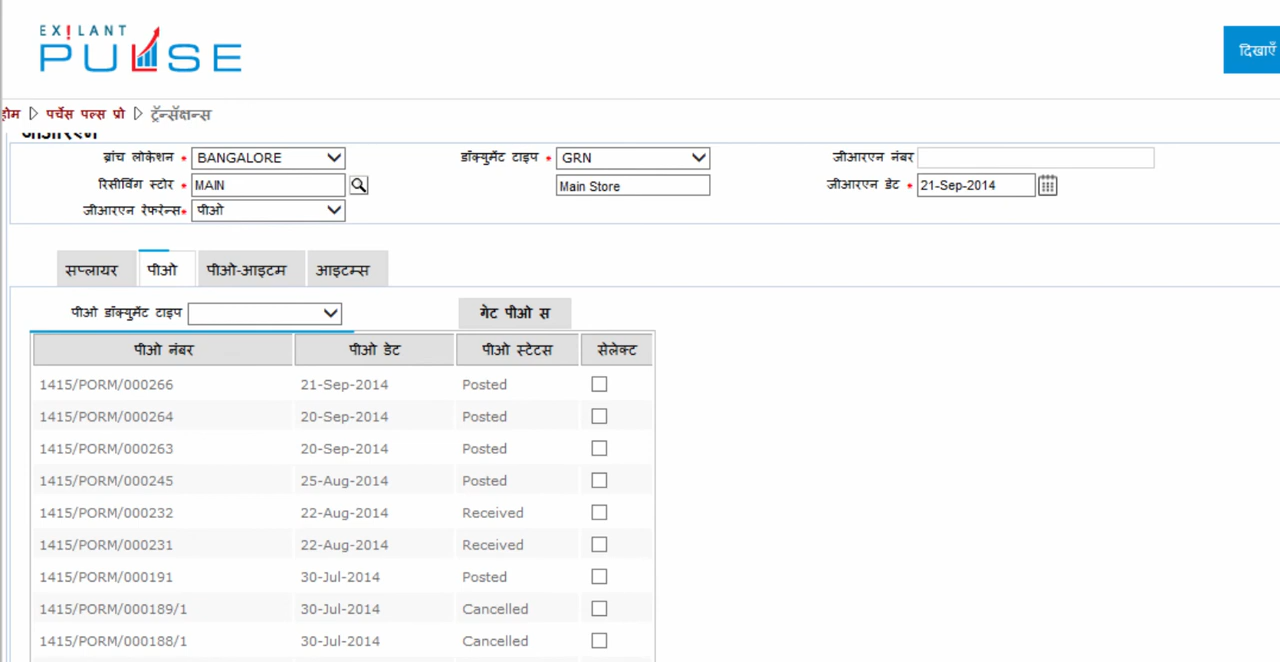 EX!LANT
PULSE
दिखाएँ
होम ▷ पर्चेस पल्स प्रो ▷ ट्रॅन्सॅक्षन्स
जीआरएन
ब्रांच लोकेशन * BANGALORE डॉक्युमेंट टाइप * GRN जीआरएन नंबर
रिसीविंग स्टोर * MAIN Main Store जीआरएन डेट * 21-Sep-2014
जीआरएन रेफरेन्स* पीओ
सप्लायर पीओ पीओ-आइटम आइटम्स
पीओ डॉक्युमेंट टाइप गेट पीओ स
पीओ नंबर पीओ डेट पीओ स्टेटस सेलेक्ट
1415/PORM/000266 21-Sep-2014 Posted
1415/PORM/000264 20-Sep-2014 Posted
1415/PORM/000263 20-Sep-2014 Posted
1415/PORM/000245 25-Aug-2014 Posted
1415/PORM/000232 22-Aug-2014 Received
1415/PORM/000231 22-Aug-2014 Received
1415/PORM/000191 30-Jul-2014 Posted
1415/PORM/000189/1 30-Jul-2014 Cancelled
1415/PORM/000188/1 30-Jul-2014 Cancelled